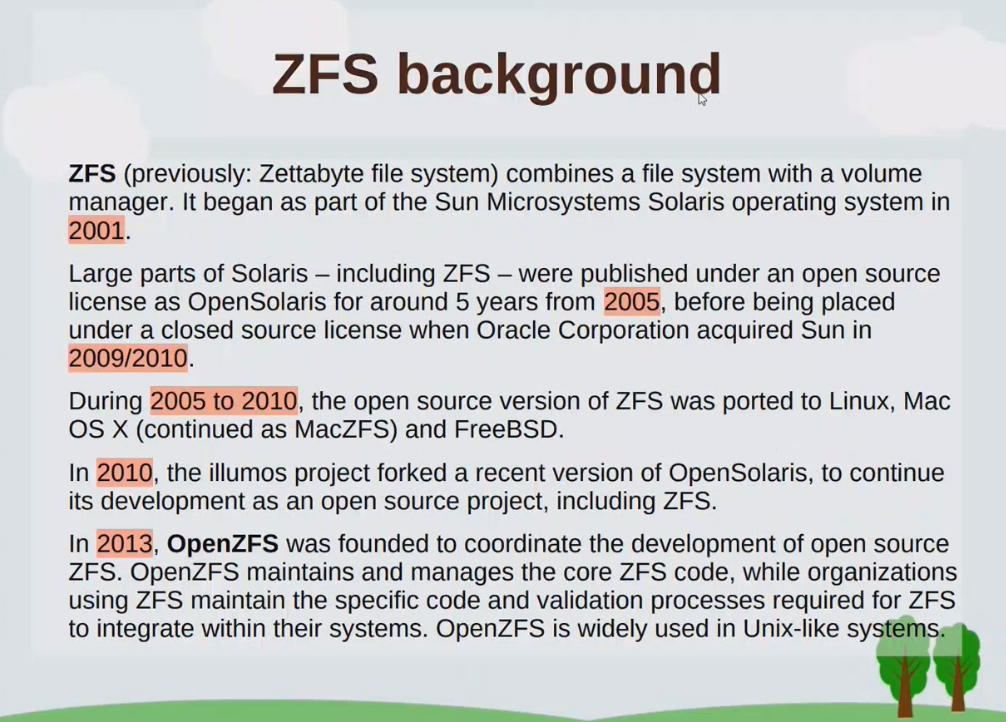 ZFS background
ZFS (previously: Zettabyte file system) combines a file system with a volume
manager. It began as part of the Sun Microsystems Solaris operating system in
2001.
Large parts of Solaris – including ZFS – were published under an open source
license as OpenSolaris for around 5 years from 2005, before being placed
under a closed source license when Oracle Corporation acquired Sun in
2009/2010.
During 2005 to 2010, the open source version of ZFS was ported to Linux, Mac
OS X (continued as MacZFS) and FreeBSD.
In 2010, the illumos project forked a recent version of OpenSolaris, to continue
its development as an open source project, including ZFS.
In 2013, OpenZFS was founded to coordinate the development of open source
ZFS. OpenZFS maintains and manages the core ZFS code, while organizations
using ZFS maintain the specific code and validation processes required for ZFS
to integrate within their systems. OpenZFS is widely used in Unix-like systems.